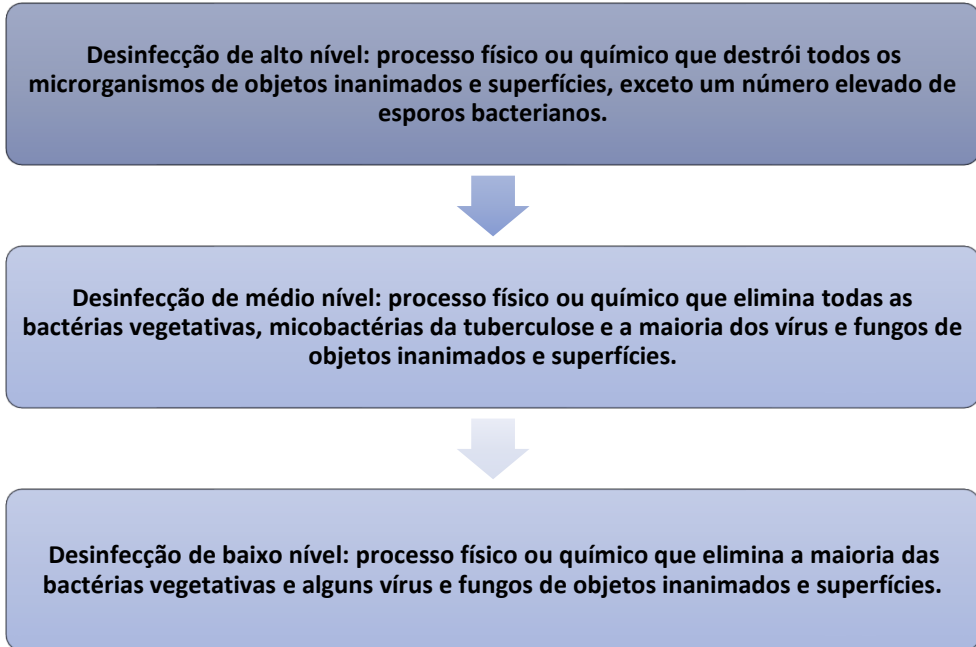 Desinfecção de alto nível: processo físico ou químico que destrói todos os
microrganismos de objetos inanimados e superfícies, exceto um número elevado de
esporos bacterianos.
Desinfecção de médio nível: processo físico ou químico que elimina todas as
bactérias vegetativas, micobactérias da tuberculose e a maioria dos vírus e fungos de
objetos inanimados e superfícies.
Desinfecção de baixo nível: processo físico ou químico que elimina a maioria das
bactérias vegetativas e alguns vírus e fungos de objetos inanimados e superfícies.